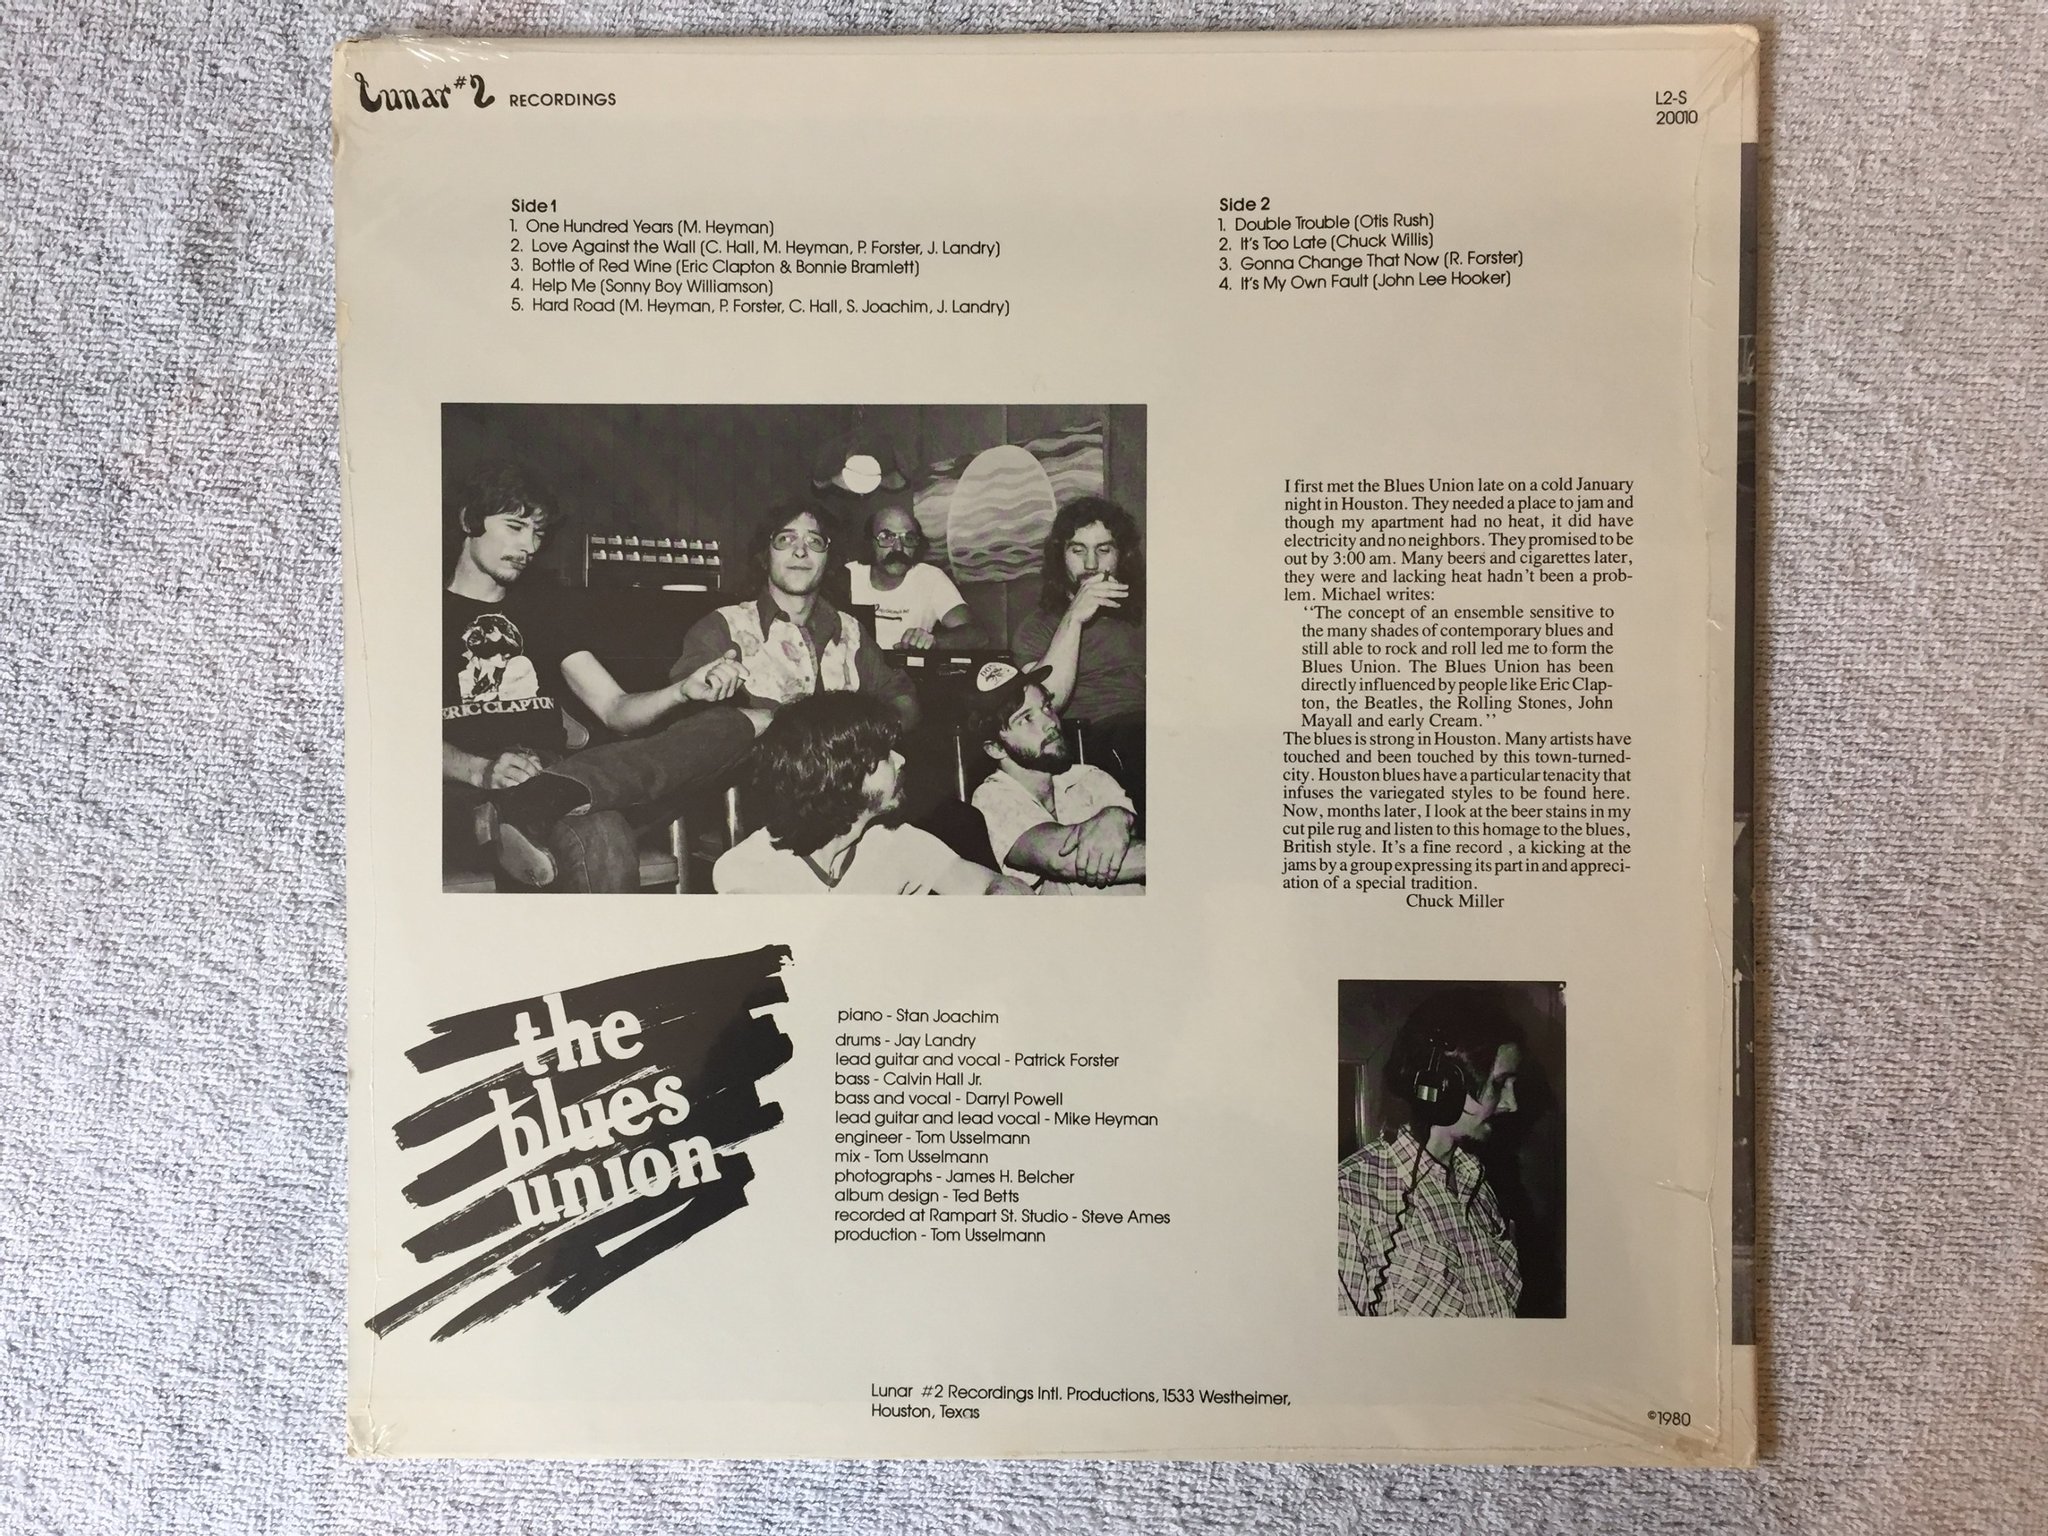 Lunar #2 RECORDINGS
L2-S
20010
Side 1
1. One Hundred Years (M. Heyman)
2. Love Against the Wall (C. Hall, M. Heyman, P. Forster, J. Landry)
3. Bottle of Red Wine (Eric Clapton & Bonnie Bramlett)
4. Help Me (Sonny Boy Williamson)
5. Hard Road (M. Heyman, P. Forster, C. Hall, S. Joachim, J. Landry)
Side 2
1. Double Trouble (Otis Rush)
2. It's Too Late (Chuck Willis)
3. Gonna Change That Now (R. Forster)
4. It's My Own Fault (John Lee Hooker)
ERIC CLAPTON
I first met the Blues Union late on a cold January
night in Houston. They needed a place to jam and
though my apartment had no heat, it did have
electricity and no neighbors. They promised to be
out by 3:00 am. Many beers and cigarettes later,
they were and lacking heat hadn't been a prob-
lem. Michael writes:
"The concept of an ensemble sensitive to
the many shades of contemporary blues and
still able to rock and roll led me to form the
Blues Union. The Blues Union has been
directly influenced by people like Eric Clap-
ton, the Beatles, the Rolling Stones, John
Mayall and early Cream."
The blues is strong in Houston. Many artists have
touched and been touched by this town-turned-
city. Houston blues have a particular tenacity that
infuses the variegated styles to be found here.
Now, months later, I look at the beer stains in my
cut pile rug and listen to this homage to the blues,
British style. It's a fine record , a kicking at the
jams by a group expressing its part in and appreci-
ation of a special tradition.
Chuck Miller
the
blues
union
piano - Stan Joachim
drums - Jay Landry
lead guitar and vocal - Patrick Forster
bass - Calvin Hall Jr.
bass and vocal - Darryl Powell
lead guitar and lead vocal - Mike Heyman
engineer - Tom Usselmann
mix - Tom Usselmann
photographs - James H. Belcher
album design - Ted Betts
recorded at Rampart St. Studio - Steve Ames
production - Tom Usselmann
Lunar #2 Recordings Intl. Productions, 1533 Westheimer,
Houston, Texas
©1980